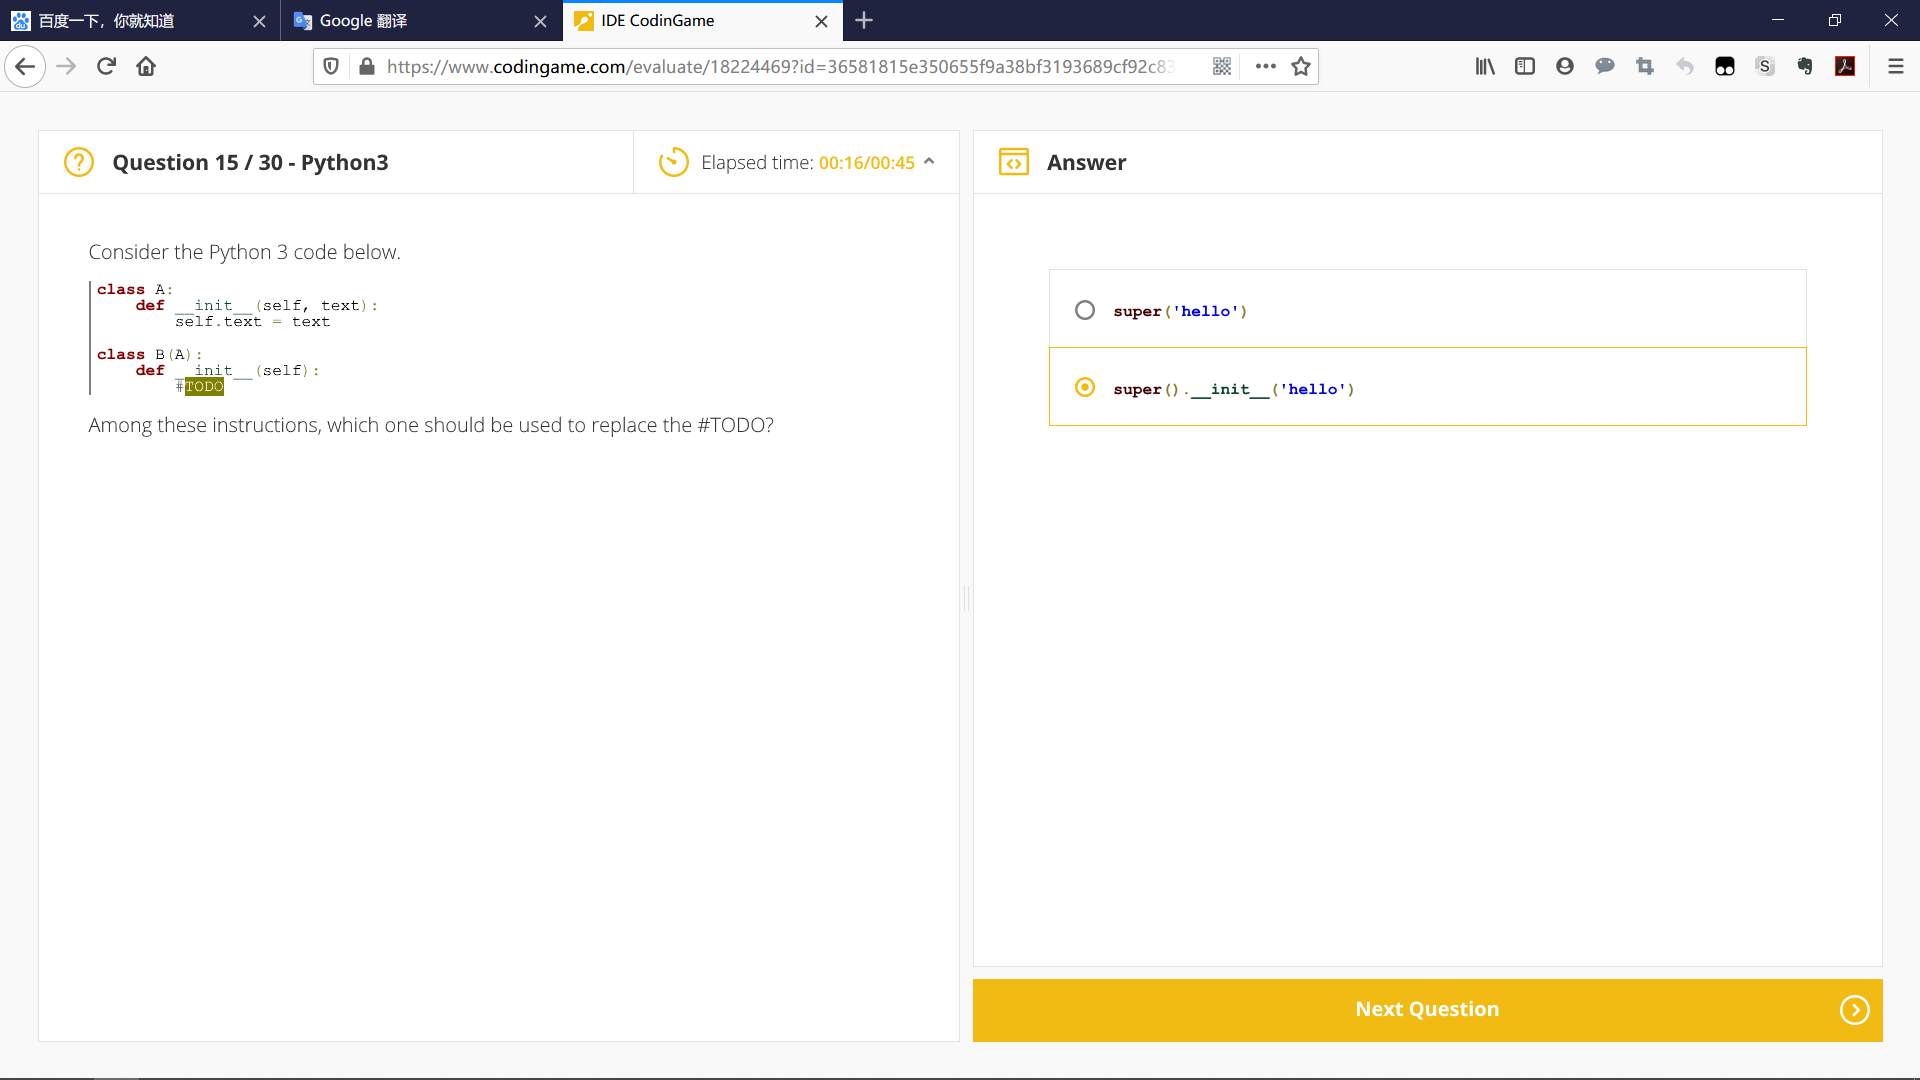 百度一下，你就知道
Google 翻译
IDE CodinGame
https://www.codingame.com/evaluate/18224469?id=36581815e350655f9a38bf3193689cf92c83
Question 15 / 30 - Python3
Elapsed time: 00:16/00:45
Answer
Consider the Python 3 code below.
class A:
def __init__(self, text):
self.text = text
class B(A):
def __init__(self):
#TODO
Among these instructions, which one should be used to replace the #TODO?
super('hello')
super().__init__('hello')
Next Question